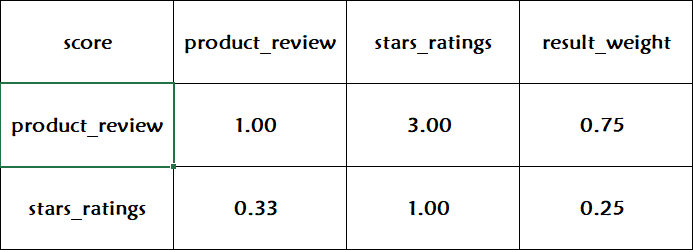 score product_review stars_ratings result_weight
product_review 1.00 3.00 0.75
stars_ratings 0.33 1.00 0.25